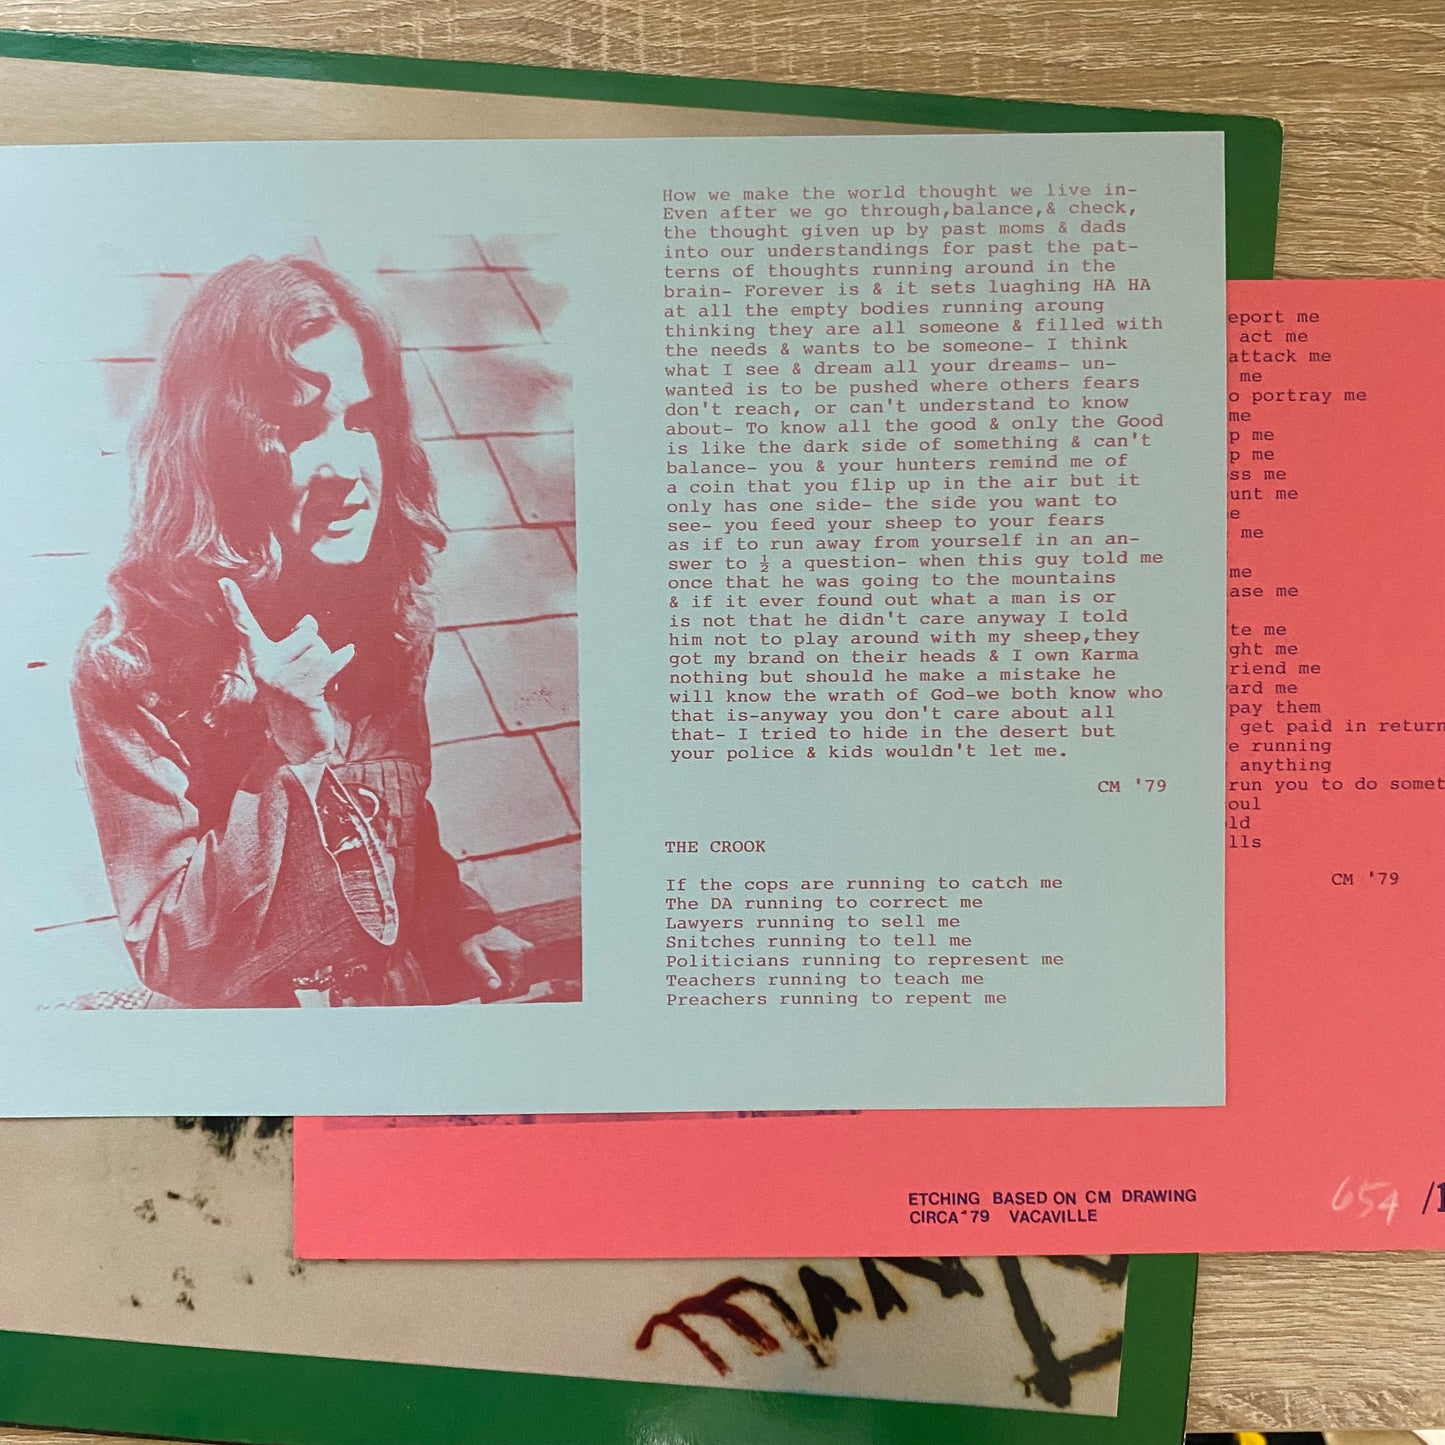 How we make the world thought we live in-
Even after we go through,balance,& check,
the thought given up by past moms & dads
into our understandings for past the pat-
terns of thoughts running around in the
brain- Forever is & it sets luaghing HA HA
at all the empty bodies running aroung
thinking they are all someone & filled with
the needs & wants to be someone- I think
what I see & dream all your dreams- un-
wanted is to be pushed where others fears
don't reach, or can't understand to know
about- To know all the good & only the Good
is like the dark side of something & can't
balance- you & your hunters remind me of
a coin that you flip up in the air but it
only has one side- the side you want to
see- you feed your sheep to your fears
as if to run away from yourself in an an-
swer to ½ a question- when this guy told me
once that he was going to the mountains
& if it ever found out what a man is or
is not that he didn't care anyway I told
him not to play around with my sheep,they
got my brand on their heads & I own Karma
nothing but should he make a mistake he
will know the wrath of God-we both know who
that is-anyway you don't care about all
that- I tried to hide in the desert but
your police & kids wouldn't let me.
CM '79
THE CROOK
If the cops are running to catch me
The DA running to correct me
Lawyers running to sell me
Snitches running to tell me
Politicians running to represent me
Teachers running to teach me
Preachers running to repent me
eport me
act me
attack me
me
o portray me
me
p me
p me
ss me
unt me
e
me
me
ase me
te me
ght me
riend me
ard me
pay them
get paid in return
e running
anything
run you to do somet
oul
ld
lls
CM '79
ETCHING BASED ON CM DRAWING
CIRCA '79 VACAVILLE
654 /1